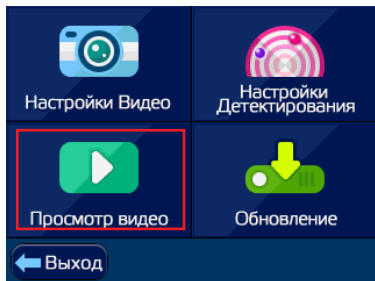 Настройки Видео
Настройки
Детектирования
Просмотр видео
Обновление
Выход